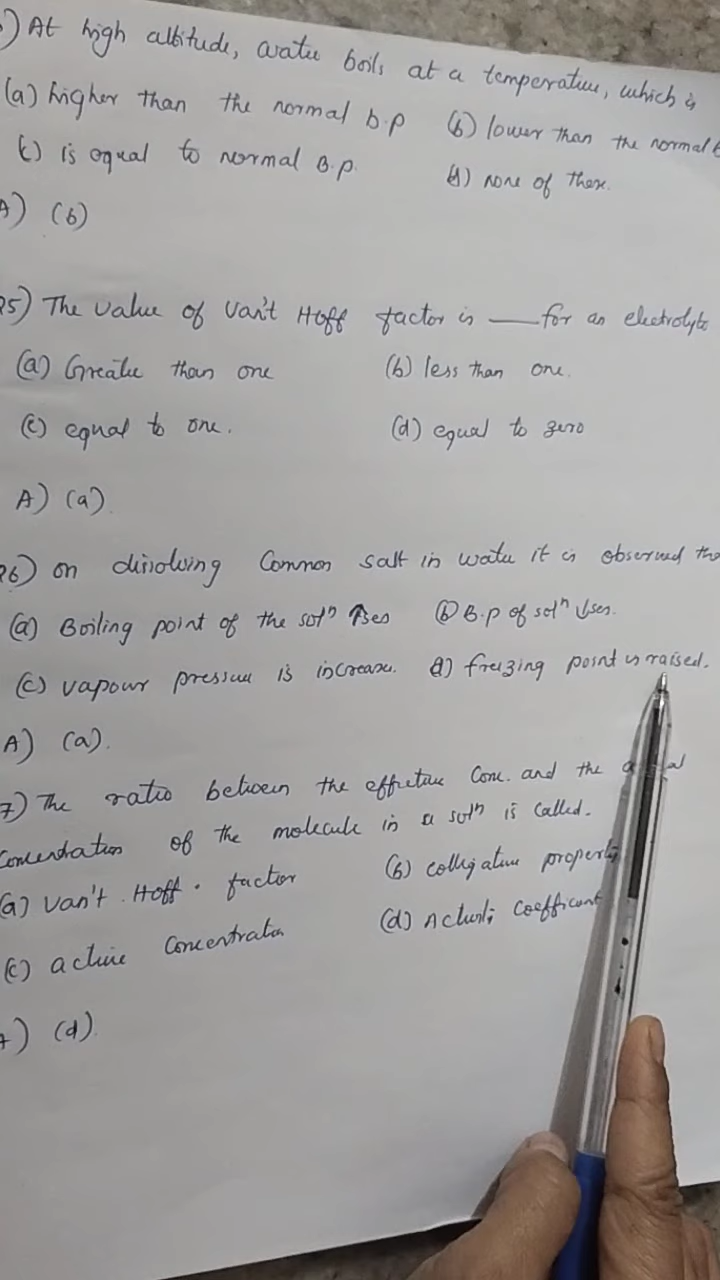 ) At high altitude, water boils at a temperature, which is
(a) higher than the normal b.p (b) lower than the normal
(c) is equal to normal B.p. (d) none of these.
A) (b)
25) The value of Van't Hoff factor is ___ for an electrolyte
(a) Greater than one (b) less than one.
(c) equal to one. (d) equal to zero
A) (a).
26) on dissolving Common salt in water it is observed tha
(a) Boiling point of the solⁿ ↑ses (b) B.p of solⁿ ↓ses.
(c) vapour pressure is increase. d) freezing point is raised.
A) (a).
7) The ratio between the effective Conc. and the
Concentration of the molecule in a solⁿ is called.
(a) Van't Hoff. factor (b) colligative property
(c) active Concentration (d) coefficient
) (d).